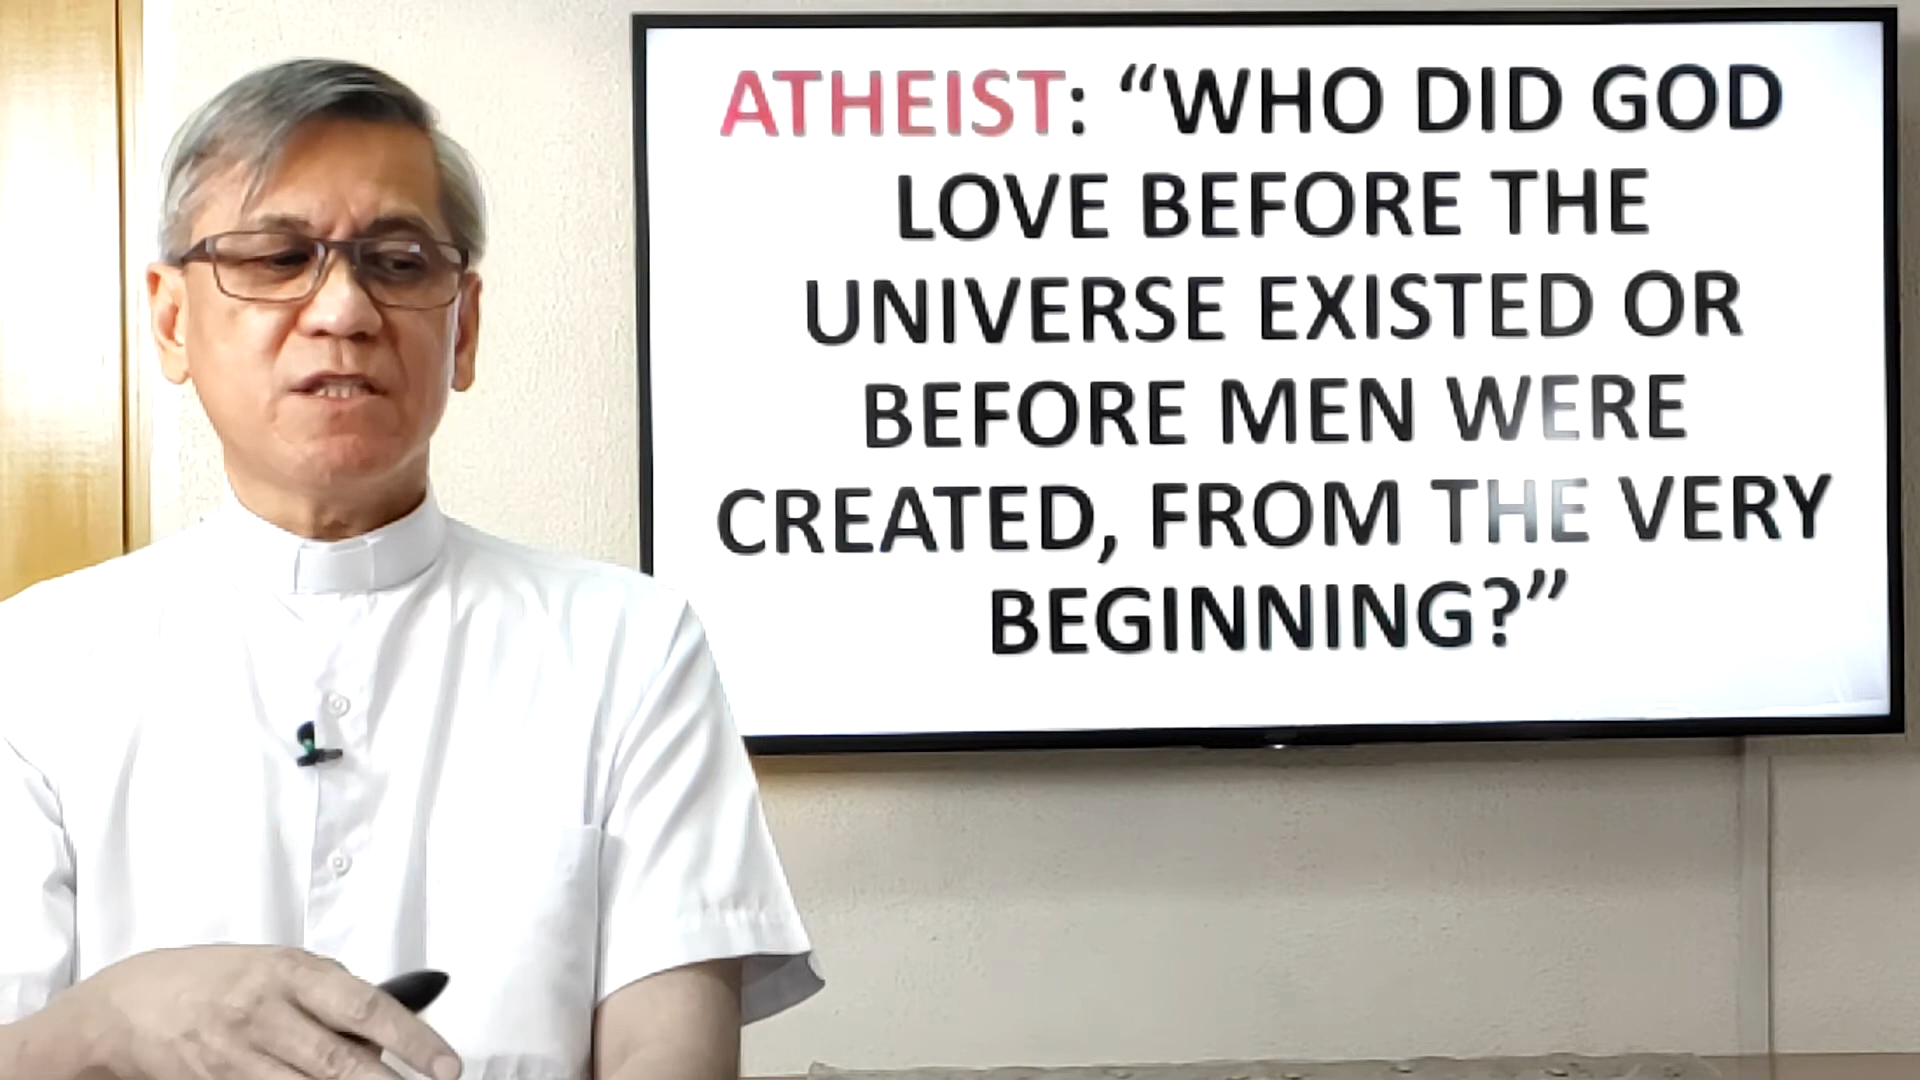 ATHEIST: “WHO DID GOD
LOVE BEFORE THE
UNIVERSE EXISTED OR
BEFORE MEN WERE
CREATED, FROM THE VERY
BEGINNING?”